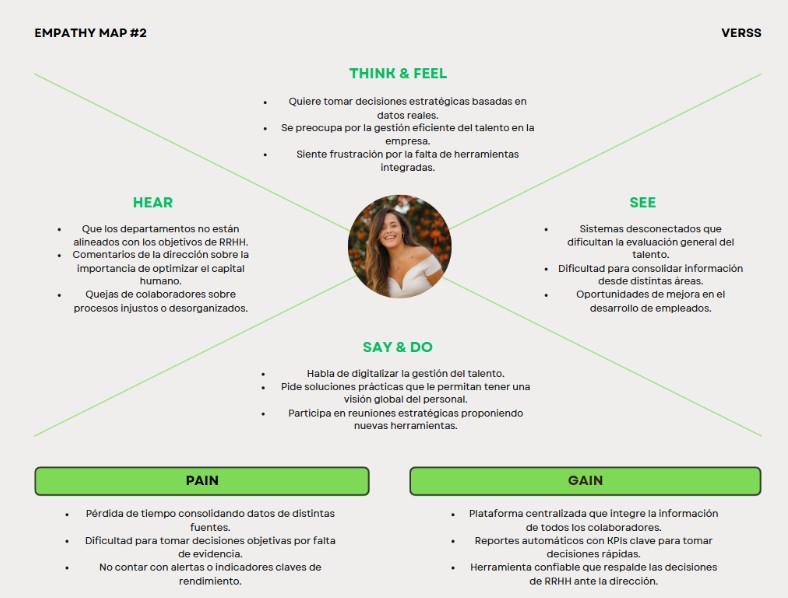 EMPATHY MAP #2
VERSS
THINK & FEEL
• Quiere tomar decisiones estratégicas basadas en
datos reales.
• Se preocupa por la gestión eficiente del talento en la
empresa.
• Siente frustración por la falta de herramientas
integradas.
HEAR
• Que los departamentos no están
alineados con los objetivos de RRHH.
• Comentarios de la dirección sobre la
importancia de optimizar el capital
humano.
• Quejas de colaboradores sobre
procesos injustos o desorganizados.
SEE
• Sistemas desconectados que
dificultan la evaluación general del
talento.
• Dificultad para consolidar información
desde distintas áreas.
• Oportunidades de mejora en el
desarrollo de empleados.
SAY & DO
• Habla de digitalizar la gestión del talento.
• Pide soluciones prácticas que le permitan tener una
visión global del personal.
• Participa en reuniones estratégicas proponiendo
nuevas herramientas.
PAIN
• Pérdida de tiempo consolidando datos de distintas
fuentes.
• Dificultad para tomar decisiones objetivas por falta
de evidencia.
• No contar con alertas o indicadores claves de
rendimiento.
GAIN
• Plataforma centralizada que integre la información
de todos los colaboradores.
• Reportes automáticos con KPIs clave para tomar
decisiones rápidas.
• Herramienta confiable que respalde las decisiones
de RRHH ante la dirección.